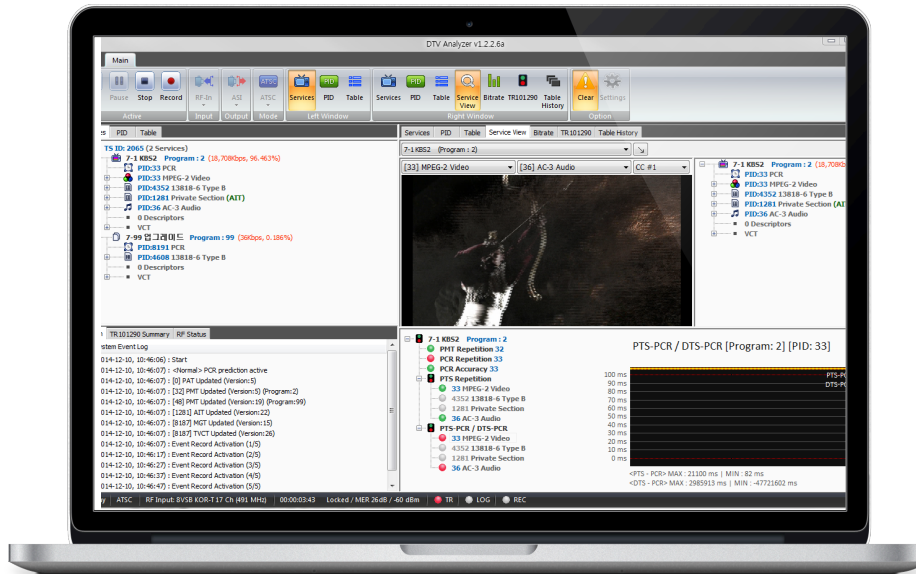 DTV Analyzer v1.2.2.6a
Main
Pause Stop Record RF-In ASI ATSC Services PID Table Services PID Table Service View Bitrate TR101290 Table History Clear Settings
Active Input Output Mode Left Window Right Window Option
PID Table
TS ID: 2065 (2 Services)
7-1 KBS2 Program : 2 (18,708Kbps, 96.463%)
PID:33 PCR
PID:33 MPEG-2 Video
PID:4352 13818-6 Type B
PID:1281 Private Section (AIT)
PID:36 AC-3 Audio
0 Descriptors
VCT
7-99 업그레이드 Program : 99 (36Kbps, 0.186%)
PID:8191 PCR
PID:4608 13818-6 Type B
0 Descriptors
VCT
Services PID Table Service View Bitrate TR101290 Table History
7-1 KBS2 (Program : 2)
[33] MPEG-2 Video [36] AC-3 Audio CC #1
7-1 KBS2 Program : 2 (18,708Kb
PID:33 PCR
PID:33 MPEG-2 Video
PID:4352 13818-6 Type B
PID:1281 Private Section (AI
PID:36 AC-3 Audio
0 Descriptors
VCT
TR101290 Summary RF Status
stem Event Log
014-12-10, 10:46:06) : Start
014-12-10, 10:46:07) : <Normal> PCR prediction active
014-12-10, 10:46:07) : [0] PAT Updated (Version:5)
014-12-10, 10:46:07) : [32] PMT Updated (Version:5) (Program:2)
014-12-10, 10:46:07) : [48] PMT Updated (Version:19) (Program:99)
014-12-10, 10:46:07) : [1281] AIT Updated (Version:22)
014-12-10, 10:46:07) : [8187] MGT Updated (Version:15)
014-12-10, 10:46:07) : [8187] TVCT Updated (Version:26)
014-12-10, 10:46:07) : Event Record Activation (1/5)
014-12-10, 10:46:17) : Event Record Activation (2/5)
014-12-10, 10:46:27) : Event Record Activation (3/5)
014-12-10, 10:46:37) : Event Record Activation (4/5)
014-12-10, 10:46:47) : Event Record Activation (5/5)
7-1 KBS2 Program : 2
PMT Repetition 32
PCR Repetition 33
PCR Accuracy 33
PTS Repetition
33 MPEG-2 Video
4352 13818-6 Type B
1281 Private Section
36 AC-3 Audio
PTS-PCR / DTS-PCR
33 MPEG-2 Video
4352 13818-6 Type B
1281 Private Section
36 AC-3 Audio
PTS-PCR / DTS-PCR [Program: 2] [PID: 33]
100 ms
90 ms
80 ms
70 ms
60 ms
50 ms
40 ms
30 ms
20 ms
10 ms
0 ms
PTS-P
DTS-P
<PTS - PCR> MAX : 21100 ms | MIN : 82 ms
<DTS - PCR> MAX : 2985913 ms | MIN : -47721602 ms
ATSC RF Input: 8VSB KOR-T 17 Ch (491 MHz) 00:00:03:43 Locked / MER 26dB / -60 dBm TR LOG REC